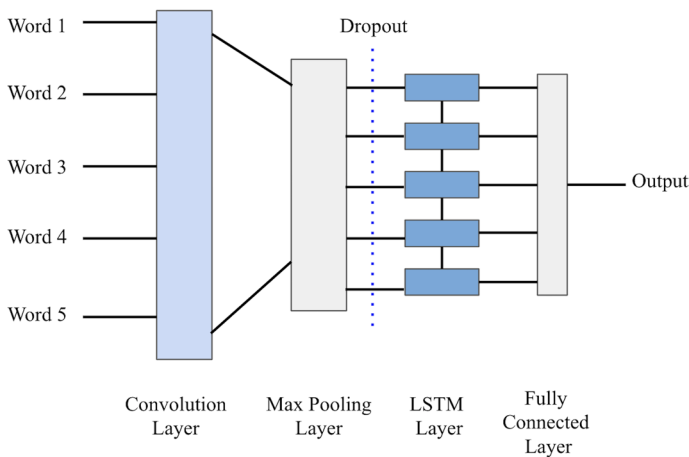 Word 1
Word 2
Word 3
Word 4
Word 5
Dropout
Output
Convolution
Layer
Max Pooling
Layer
LSTM
Layer
Fully
Connected
Layer